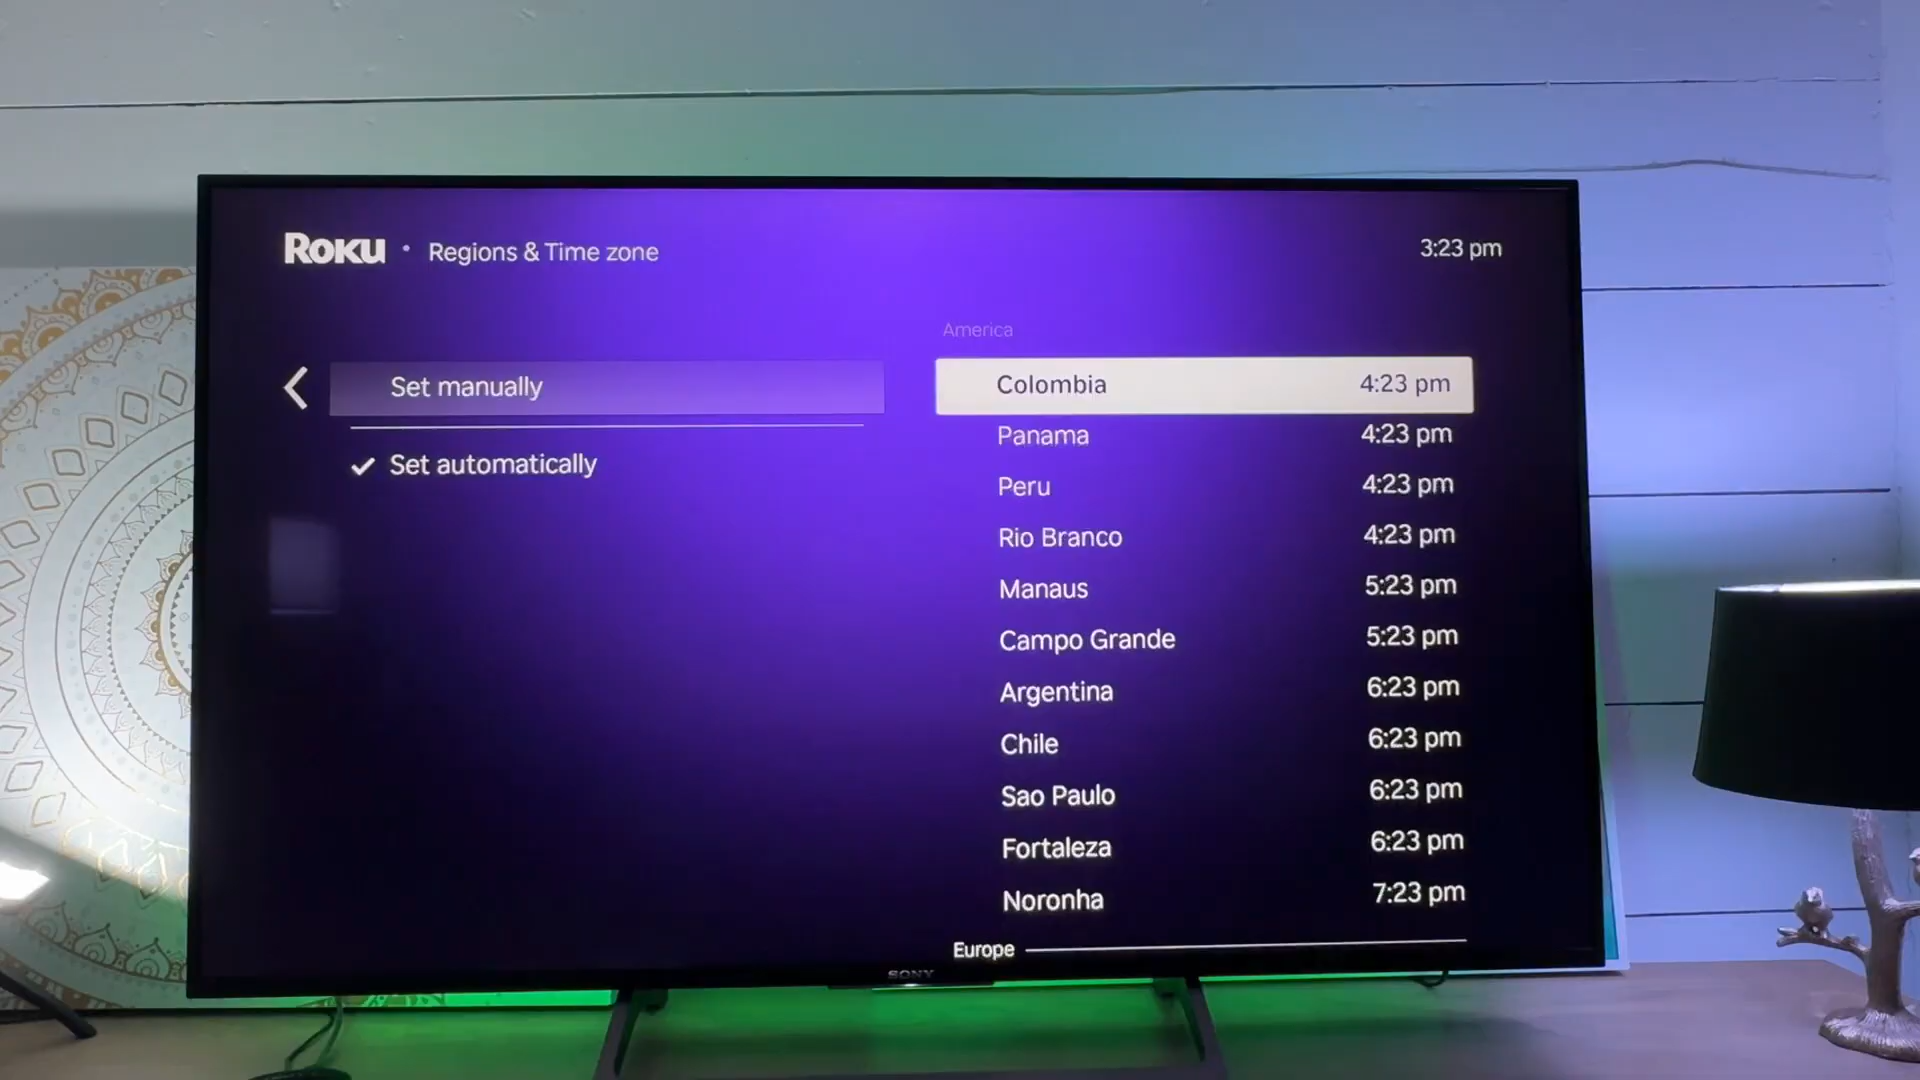 ROKU • Regions & Time zone 3:23 pm
America
Set manually
Set automatically
Colombia 4:23 pm
Panama 4:23 pm
Peru 4:23 pm
Rio Branco 4:23 pm
Manaus 5:23 pm
Campo Grande 5:23 pm
Argentina 6:23 pm
Chile 6:23 pm
Sao Paulo 6:23 pm
Fortaleza 6:23 pm
Noronha 7:23 pm
Europe
SONY